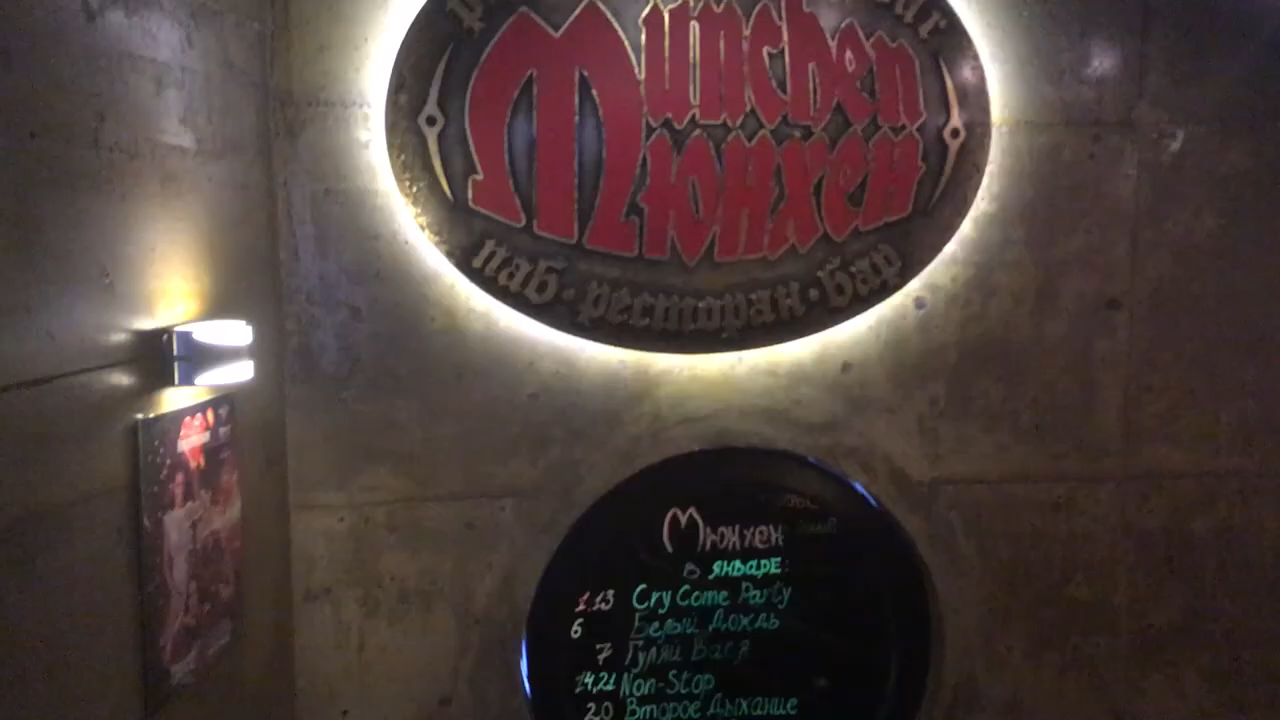 München
Мюнхен
паб · ресторан · бар
Мюнхен
в ЯНВАРЕ:
1,13 Cry Come Party
6 Белый Дождь
7 Гуляй Вася
14,21 Non-Stop
20 Второе Дыхание